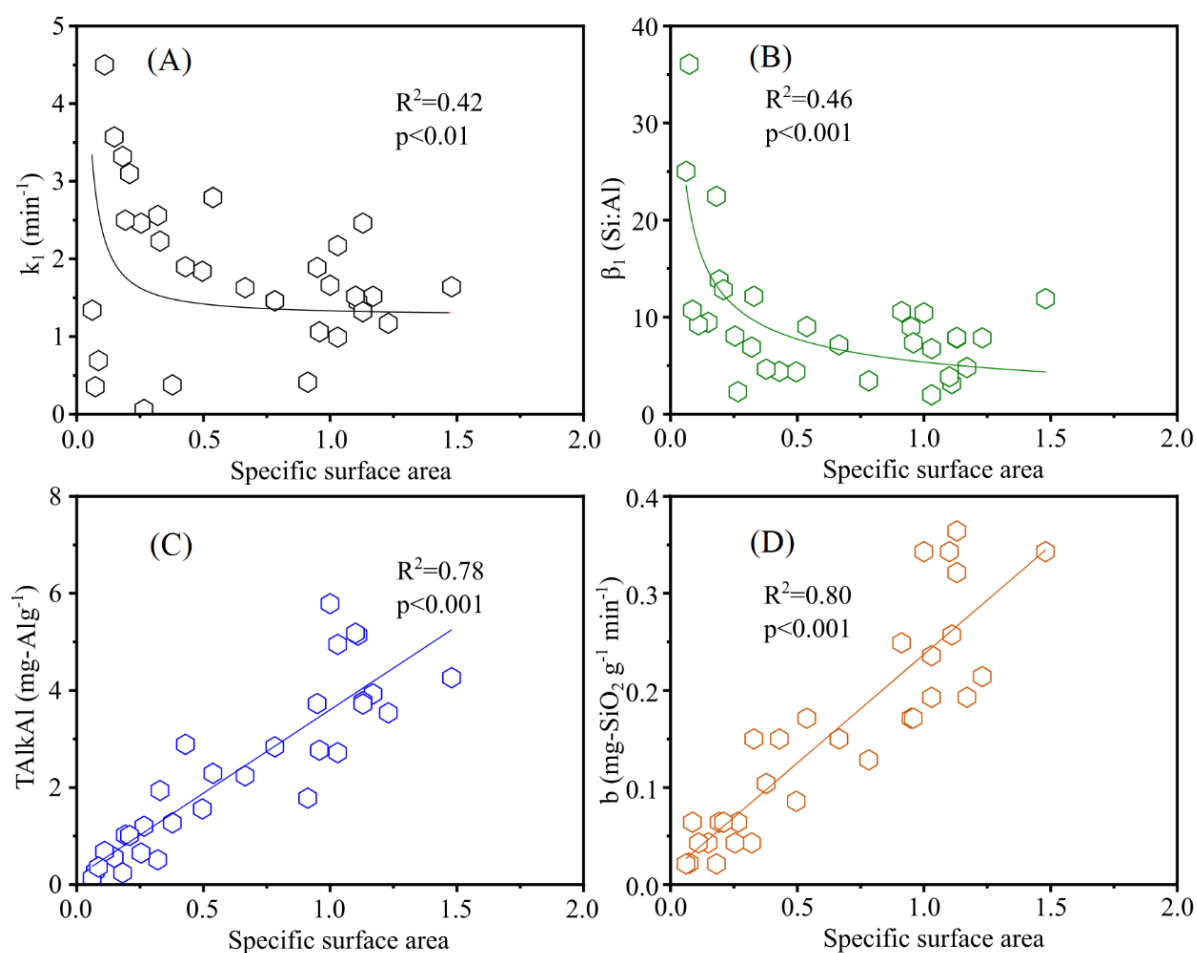 (A)
R²=0.42
p<0.01
k₁ (min⁻¹)
5
4
3
2
1
0
0.0 0.5 1.0 1.5 2.0
Specific surface area
(B)
R²=0.46
p<0.001
β₁ (Si:Al)
40
30
20
10
0
0.0 0.5 1.0 1.5 2.0
Specific surface area
(C)
R²=0.78
p<0.001
TAlkAl (mg-Alg⁻¹)
8
6
4
2
0
0.0 0.5 1.0 1.5 2.0
Specific surface area
(D)
R²=0.80
p<0.001
b (mg-SiO₂ g⁻¹ min⁻¹)
0.4
0.3
0.2
0.1
0.0
0.0 0.5 1.0 1.5 2.0
Specific surface area